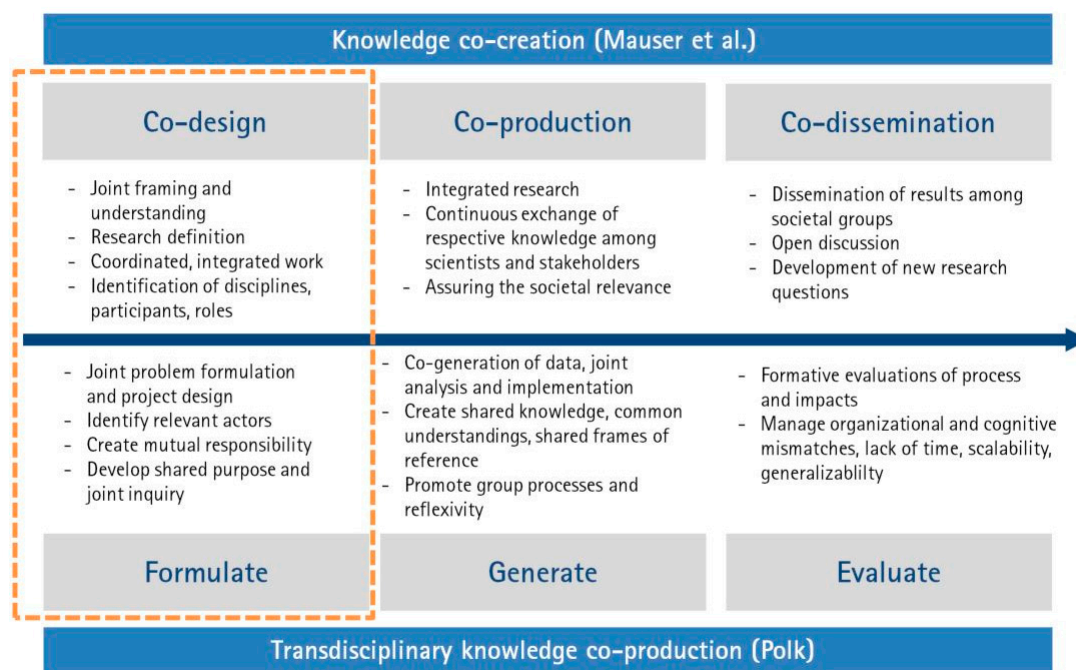 Knowledge co-creation (Mauser et al.)
Co-design
- Joint framing and
understanding
- Research definition
- Coordinated, integrated work
- Identification of disciplines,
participants, roles
Co-production
- Integrated research
- Continuous exchange of
respective knowledge among
scientists and stakeholders
- Assuring the societal relevance
Co-dissemination
- Dissemination of results among
societal groups
- Open discussion
- Development of new research
questions
- Joint problem formulation
and project design
- Identify relevant actors
- Create mutual responsibility
- Develop shared purpose and
joint inquiry
Formulate
- Co-generation of data, joint
analysis and implementation
- Create shared knowledge, common
understandings, shared frames of
reference
- Promote group processes and
reflexivity
Generate
- Formative evaluations of process
and impacts
- Manage organizational and cognitive
mismatches, lack of time, scalability,
generalizablilty
Evaluate
Transdisciplinary knowledge co-production (Polk)